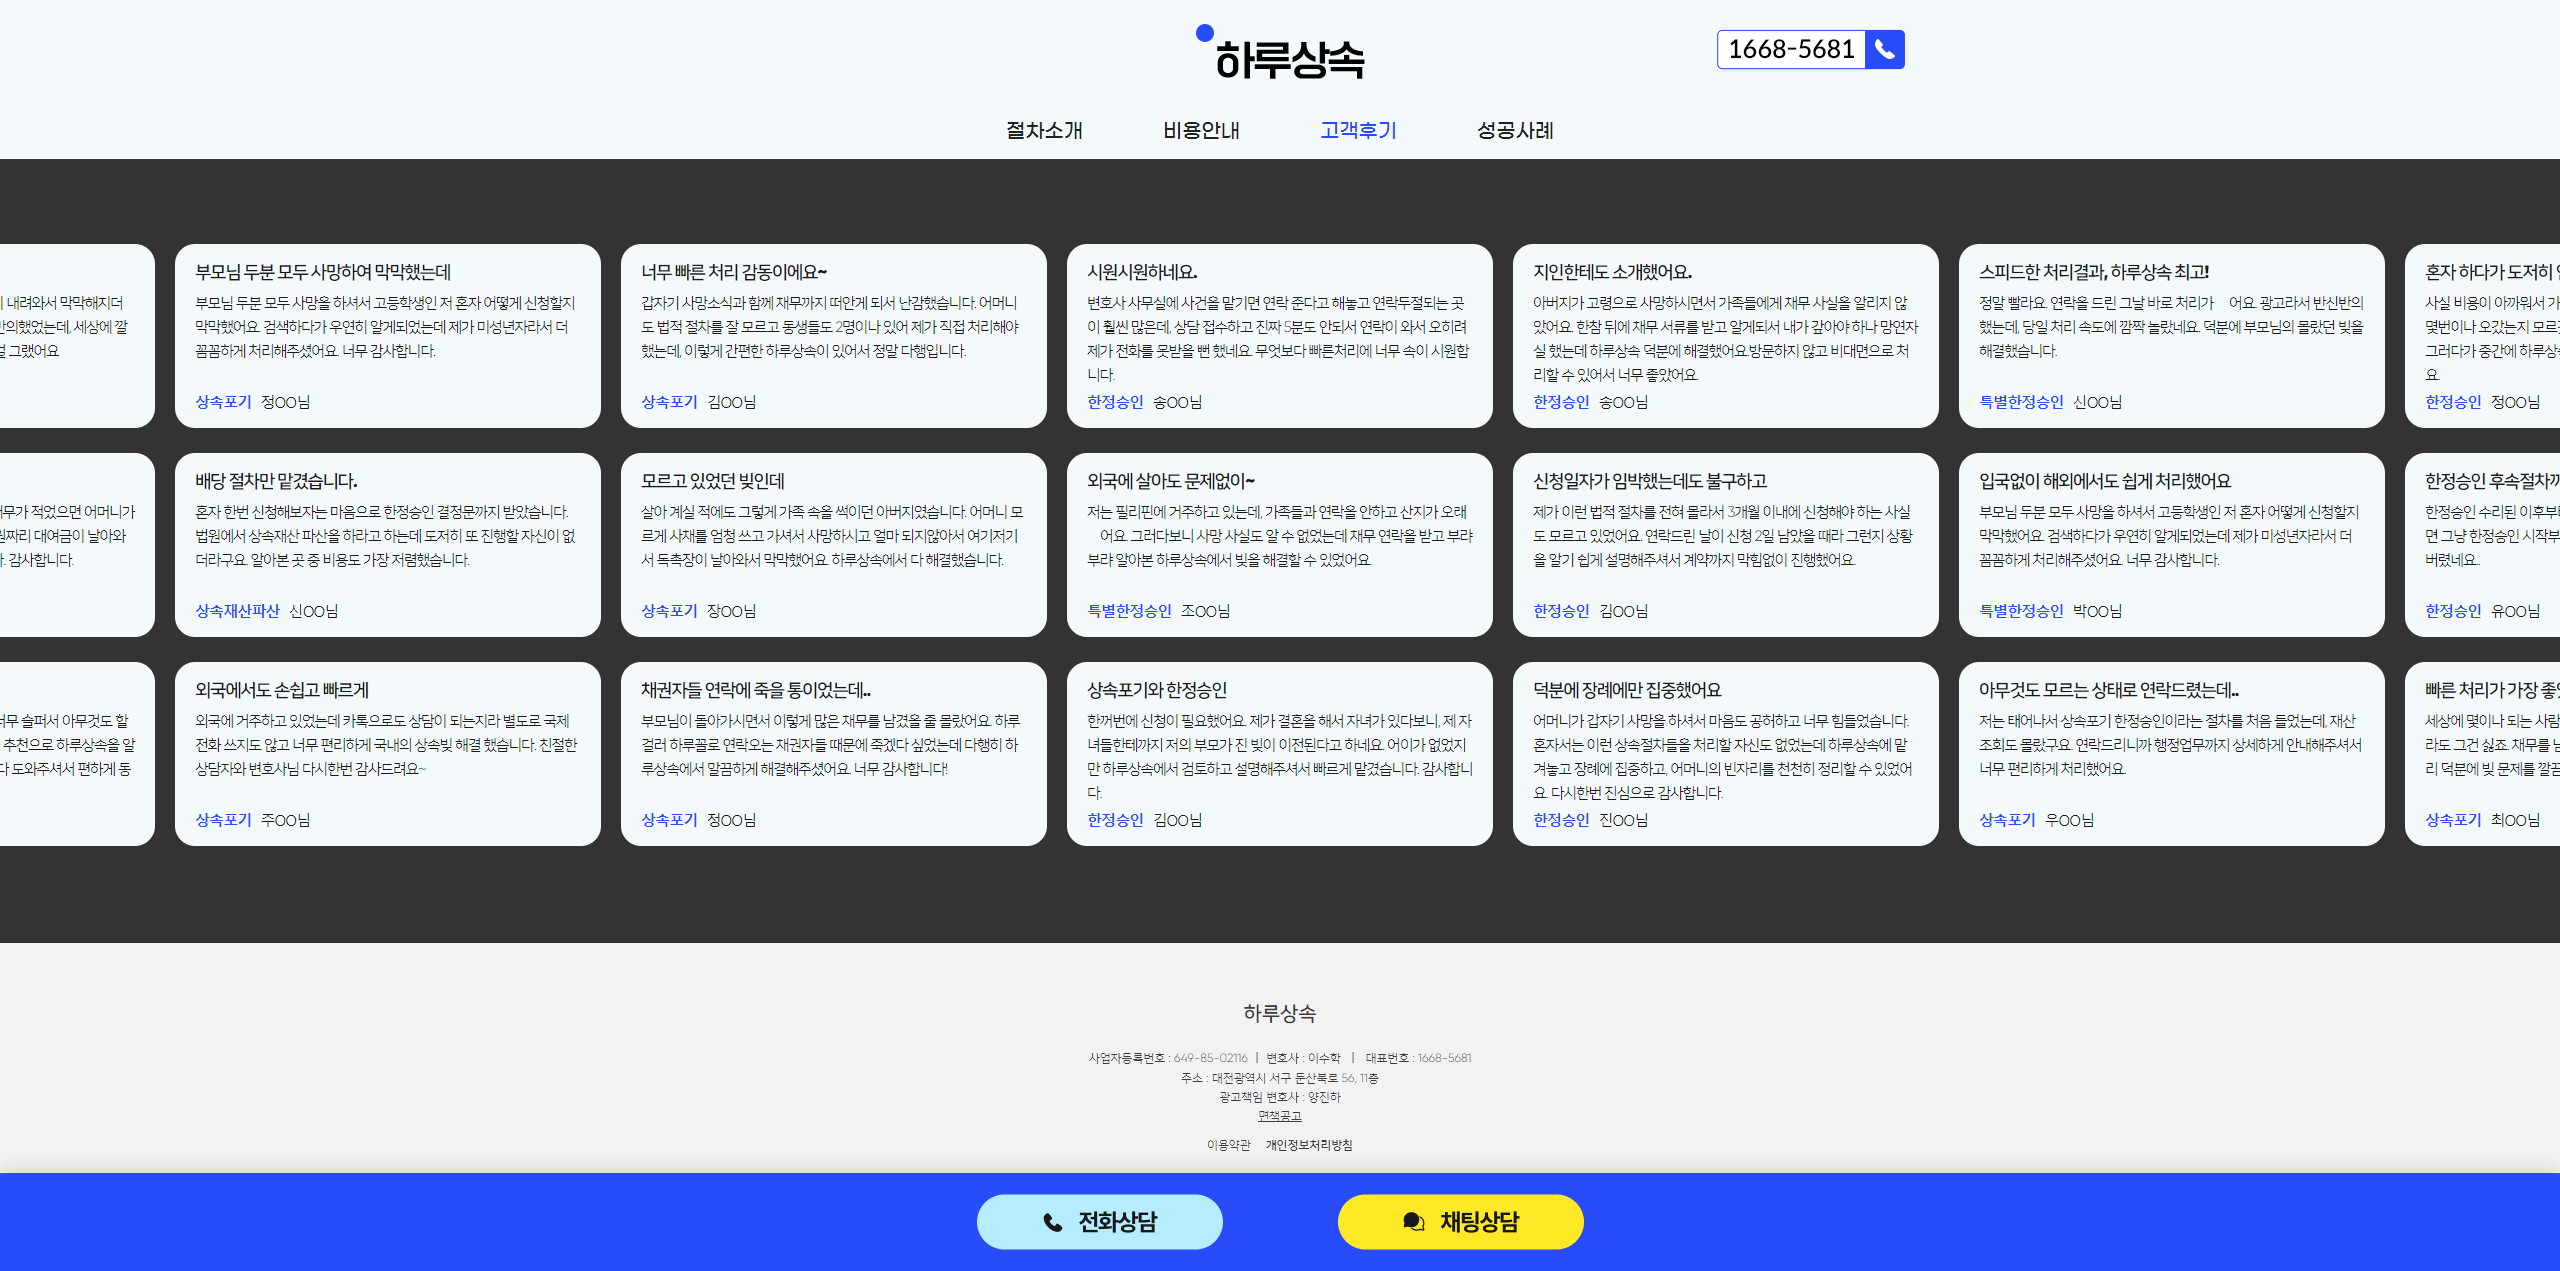 하루상속
1668-5681
절차소개
비용안내
고객후기
성공사례
내려와서 막막해지더
반의했었는데, 세상에 깔
그랬어요
부모님 두분 모두 사망하여 막막했는데
부모님 두분 모두 사망을 하셔서 고등학생인 저 혼자 어떻게 신청할지
막막했어요. 검색하다가 우연히 알게되었는데 제가 미성년자라서 더
꼼꼼하게 처리해주셨어요. 너무 감사합니다.
상속포기 정OO님
너무 빠른 처리 감동이에요~
갑자기 사망소식과 함께 채무까지 떠안게 되서 난감했습니다. 어머니
도 법적 절차를 잘 모르고 동생들도 2명이나 있어 제가 직접 처리해야
했는데, 이렇게 간편한 하루상속이 있어서 정말 다행입니다.
상속포기 김OO님
시원시원하네요.
변호사 사무실에 사건을 맡기면 연락 준다고 해놓고 연락두절되는 곳
이 훨씬 많은데, 상담 접수하고 진짜 5분도 안되서 연락이 와서 오히려
제가 전화를 못받을 뻔 했네요. 무엇보다 빠른처리에 너무 속이 시원합
니다.
한정승인 송OO님
지인한테도 소개했어요.
아버지가 고령으로 사망하시면서 가족들에게 채무 사실을 알리지 않
았어요. 한참 뒤에 채무 서류를 받고 알게되서 내가 갚아야 하나 망연자
실 했는데 하루상속 덕분에 해결했어요.방문하지 않고 비대면으로 처
리할 수 있어서 너무 좋았어요.
한정승인 송OO님
스피드한 처리결과, 하루상속 최고!
정말 빨라요. 연락을 드린 그날 바로 처리가 어요. 광고라서 반신반의
했는데, 당일 처리 속도에 깜짝 놀랐네요. 덕분에 부모님의 몰랐던 빚을
해결했습니다.
특별한정승인 신OO님
혼자 하다가 도저히
사실 비용이 아까워서 가
몇번이나 오갔는지 모르
그러다가 중간에 하루상속
요.
한정승인 정OO님
채무가 적었으면 어머니가
원짜리 대여금이 날아와
감사합니다.
배당 절차만 맡겼습니다.
혼자 한번 신청해보자는 마음으로 한정승인 결정문까지 받았습니다.
법원에서 상속재산 파산을 하라고 하는데 도저히 또 진행할 자신이 없
더라구요. 알아본 곳 중 비용도 가장 저렴했습니다.
상속재산파산 신OO님
모르고 있었던 빚인데
살아 계실 적에도 그렇게 가족 속을 썩이던 아버지였습니다. 어머니 모
르게 사채를 엄청 쓰고 가셔서 사망하시고 얼마 되지않아서 여기저기
서 독촉장이 날아와서 막막했어요. 하루상속에서 다 해결했습니다.
상속포기 장OO님
외국에 살아도 문제없이~
저는 필리핀에 거주하고 있는데, 가족들과 연락을 안하고 산지가 오래
어요. 그러다보니 사망 사실도 알 수 없었는데 채무 연락을 받고 부랴
부랴 알아본 하루상속에서 빚을 해결할 수 있었어요.
특별한정승인 조OO님
신청일자가 임박했는데도 불구하고
제가 이런 법적 절차를 전혀 몰라서 3개월 이내에 신청해야 하는 사실
도 모르고 있었어요. 연락드린 날이 신청 2일 남았을 때라 그런지 상황
을 알기 쉽게 설명해주셔서 계약까지 막힘없이 진행했어요.
한정승인 김OO님
입국없이 해외에서도 쉽게 처리했어요
부모님 두분 모두 사망을 하셔서 고등학생인 저 혼자 어떻게 신청할지
막막했어요. 검색하다가 우연히 알게되었는데 제가 미성년자라서 더
꼼꼼하게 처리해주셨어요. 너무 감사합니다.
특별한정승인 박OO님
한정승인 후속절차까
한정승인 수리된 이후부터
면 그냥 한정승인 시작부
버렸네요..
한정승인 유OO님
너무 슬퍼서 아무것도 할
추천으로 하루상속을 알
다 도와주셔서 편하게 동
외국에서도 손쉽고 빠르게
외국에 거주하고 있었는데 카톡으로도 상담이 되는지라 별도로 국제
전화 쓰지도 않고 너무 편리하게 국내의 상속빚 해결 했습니다. 친절한
상담자와 변호사님 다시한번 감사드려요~
상속포기 주OO님
채권자들 연락에 죽을 통이었는데..
부모님이 돌아가시면서 이렇게 많은 채무를 남겼을 줄 몰랐어요. 하루
걸러 하루꼴로 연락오는 채권자들 때문에 죽겠다 싶었는데 다행히 하
루상속에서 말끔하게 해결해주셨어요. 너무 감사합니다!
상속포기 정OO님
상속포기와 한정승인
한꺼번에 신청이 필요했어요. 제가 결혼을 해서 자녀가 있다보니, 제 자
녀들한테까지 저의 부모가 진 빚이 이전된다고 하네요. 어이가 없었지
만 하루상속에서 검토하고 설명해주셔서 빠르게 맡겼습니다. 감사합니
다.
한정승인 김OO님
덕분에 장례에만 집중했어요
어머니가 갑자기 사망을 하셔서 마음도 공허하고 너무 힘들었습니다.
혼자서는 이런 상속절차들을 처리할 자신도 없었는데 하루상속에 맡
겨놓고 장례에 집중하고, 어머니의 빈자리를 천천히 정리할 수 있었어
요. 다시한번 진심으로 감사합니다.
한정승인 진OO님
아무것도 모르는 상태로 연락드렸는데..
저는 태어나서 상속포기 한정승인이라는 절차를 처음 들었는데, 재산
조회도 몰랐구요. 연락드리니까 행정업무까지 상세하게 안내해주셔서
너무 편리하게 처리했어요.
상속포기 우OO님
빠른 처리가 가장 좋았
세상에 몇이나 되는 사람
라도 그건 싫죠. 채무를 남
리 덕분에 빚 문제를 깔끔
상속포기 최OO님
하루상속
사업자등록번호 : 649-85-02116 | 변호사 : 이수학 | 대표번호 : 1668-5681
주소 : 대전광역시 서구 둔산북로 56, 11층
광고책임 변호사 : 양진하
면책공고
이용약관 개인정보처리방침
전화상담
채팅상담